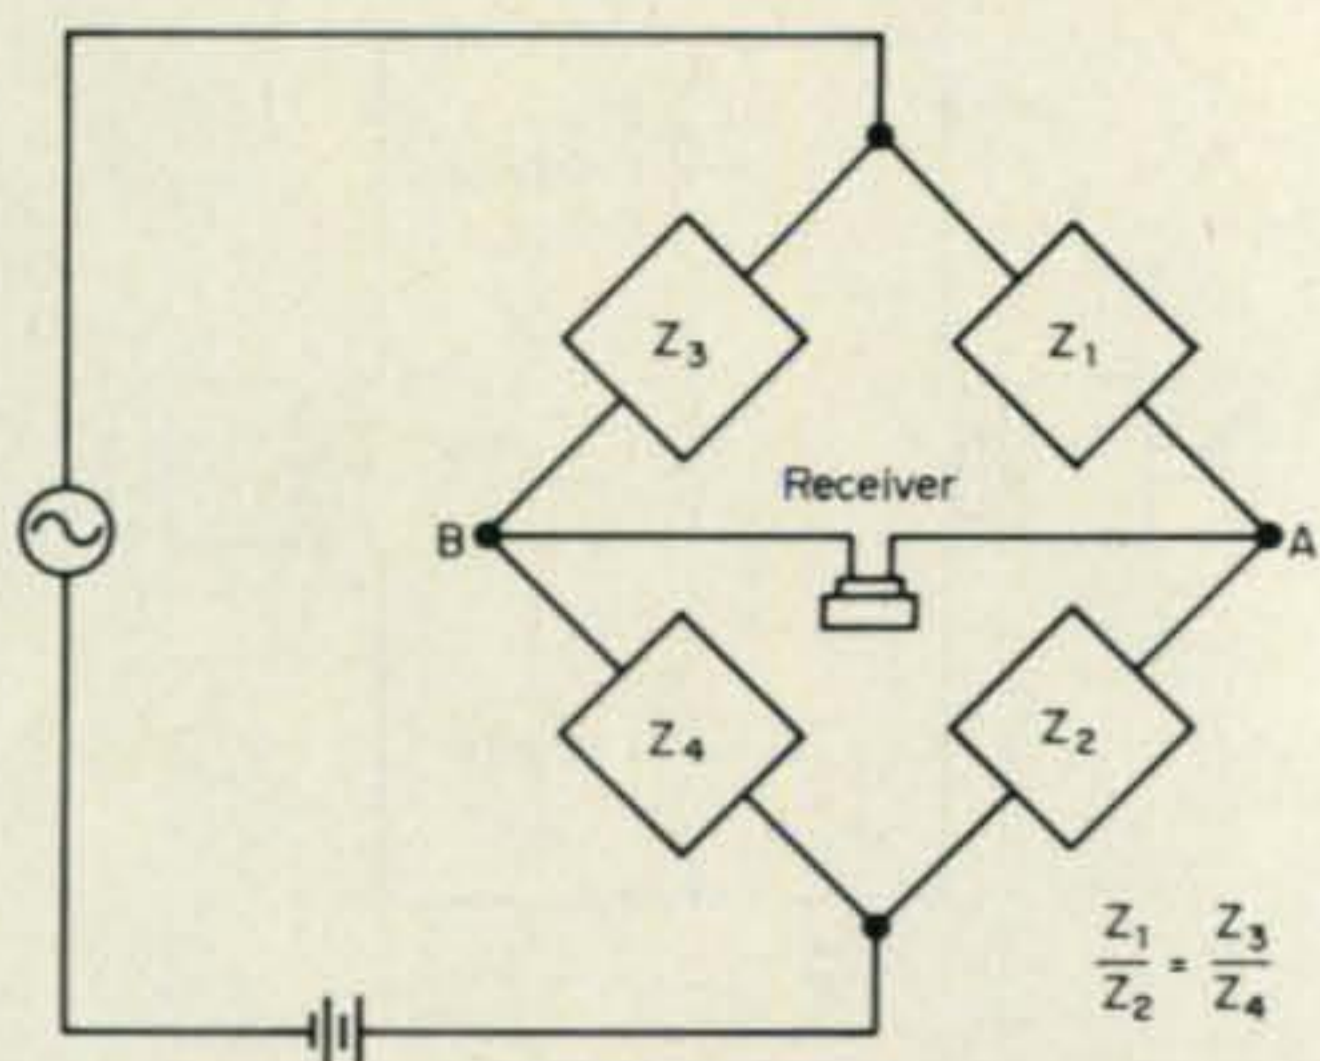 Z₃
Z₁
Receiver
B
A
Z₄
Z₂
Z₁/Z₂ = Z₃/Z₄